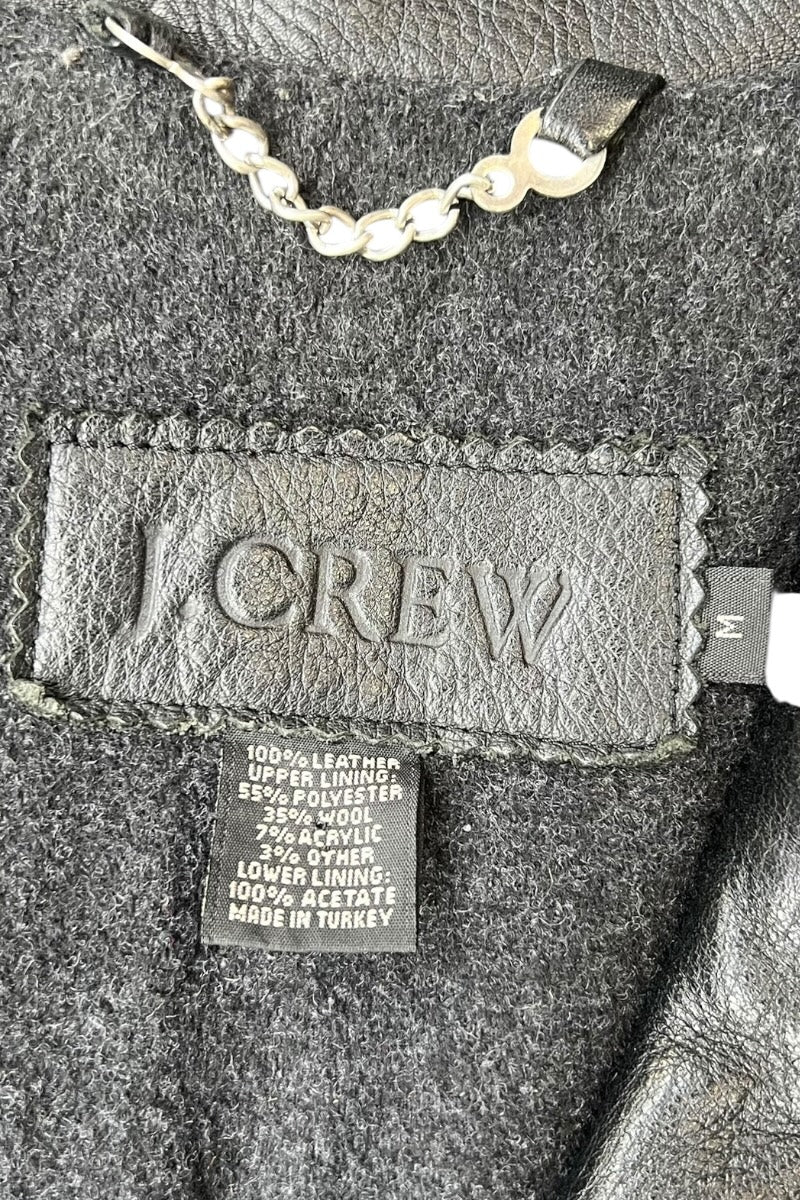 J.CREW
M
100% LEATHER
UPPER LINING:
55% POLYESTER
35% WOOL
7% ACRYLIC
3% OTHER
LOWER LINING:
100% ACETATE
MADE IN TURKEY